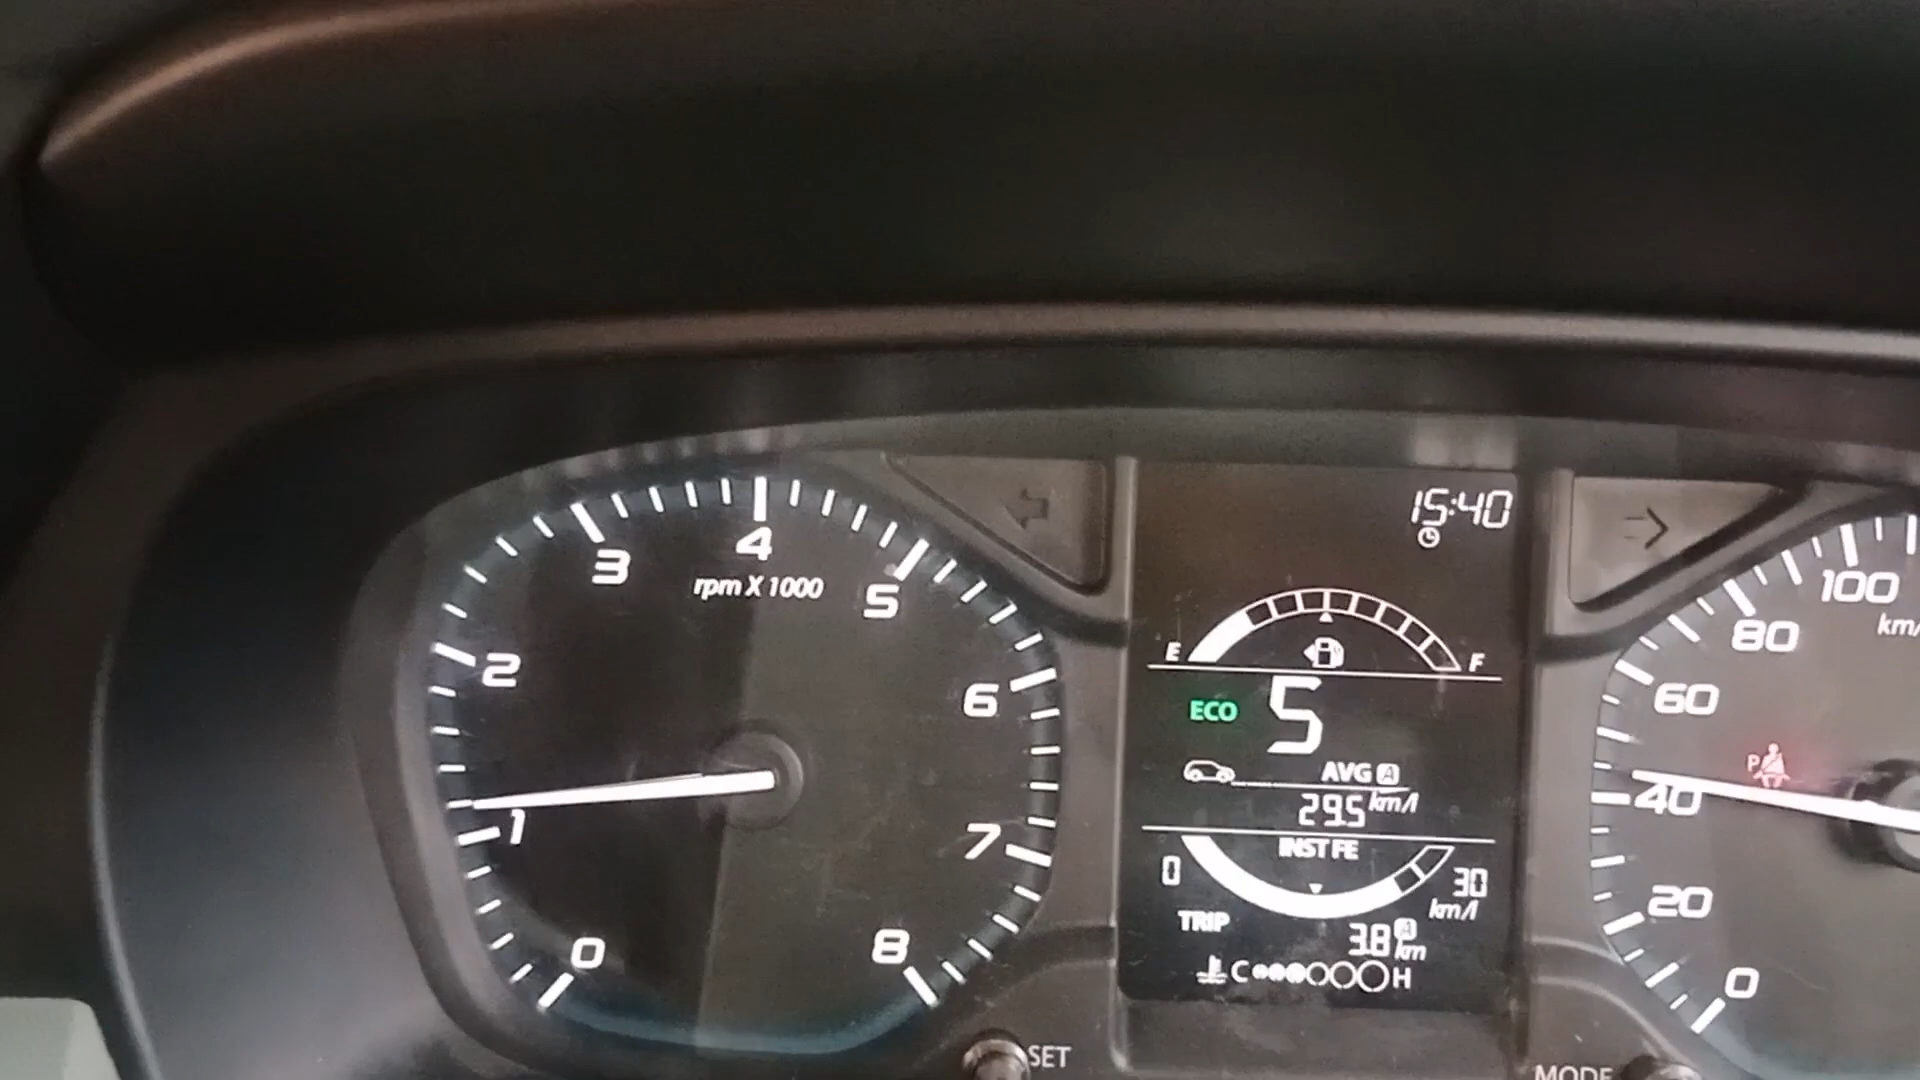 0
1
2
3
4
5
6
7
8
rpm X 1000
SET
15:40
E F
ECO 5
AVG A
29.5 km/l
INST FE
0 30
km/l
TRIP
3.8 A km
C H
MODE
0
20
40
60
80
100
km/
P